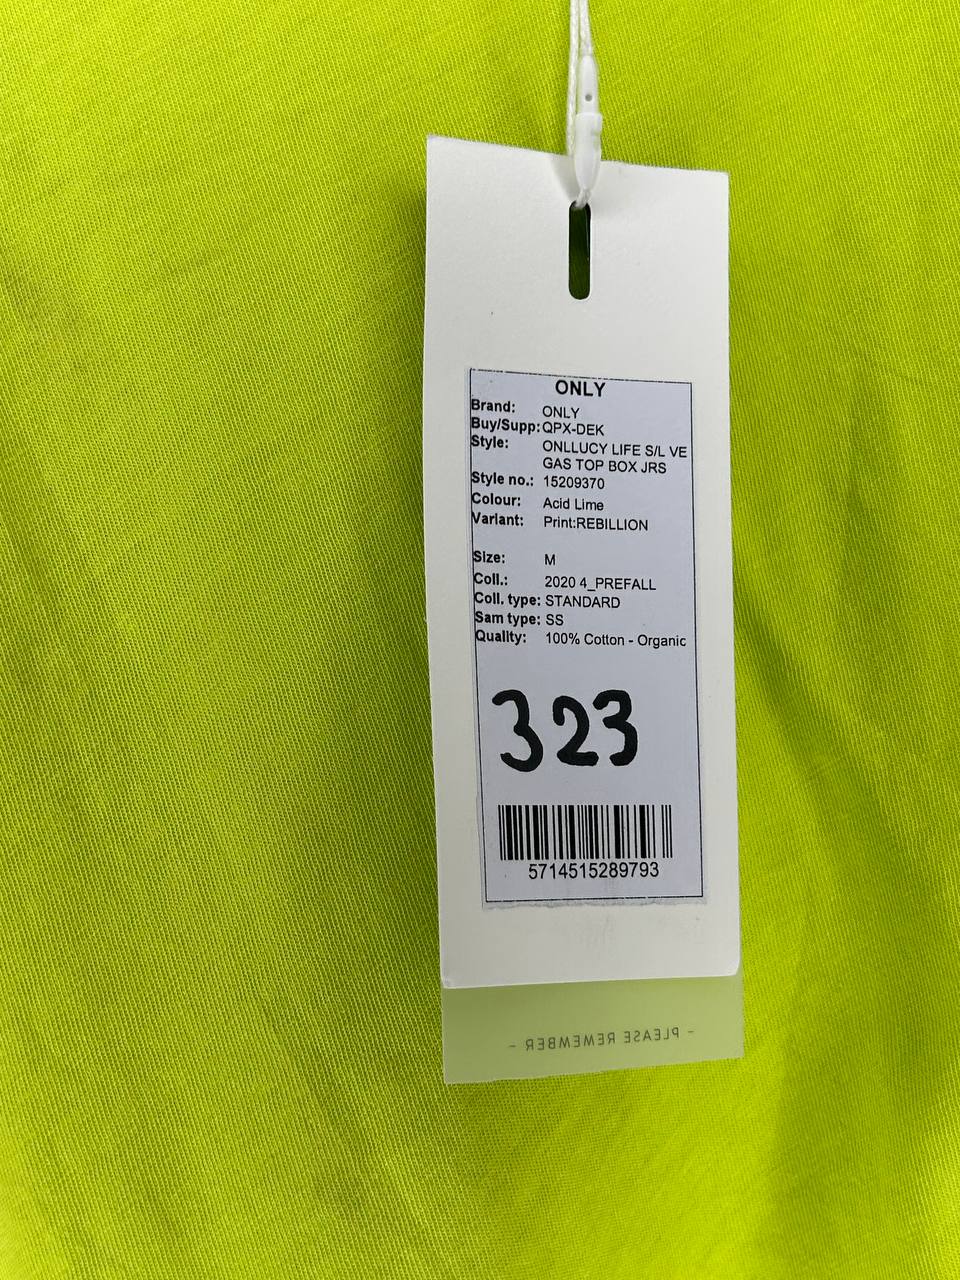 ONLY
Brand: ONLY
Buy/Supp: QPX-DEK
Style: ONLLUCY LIFE S/L VE
GAS TOP BOX JRS
Style no.: 15209370
Colour: Acid Lime
Variant: Print:REBILLION
Size: M
Coll.: 2020 4_PREFALL
Coll. type: STANDARD
Sam type: SS
Quality: 100% Cotton - Organic
323
5714515289793
- PLEASE REMEMBER -